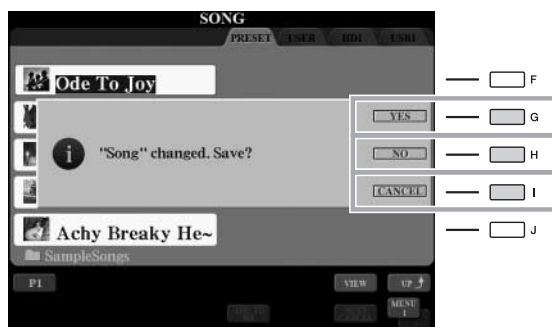 SONG
PRESET USER HD1 USB1
Ode To Joy
F
YES
G
"Song" changed. Save?
NO
H
CANCEL
I
Achy Breaky He~
J
SampleSongs
P1
VIEW
UP
MENU
1